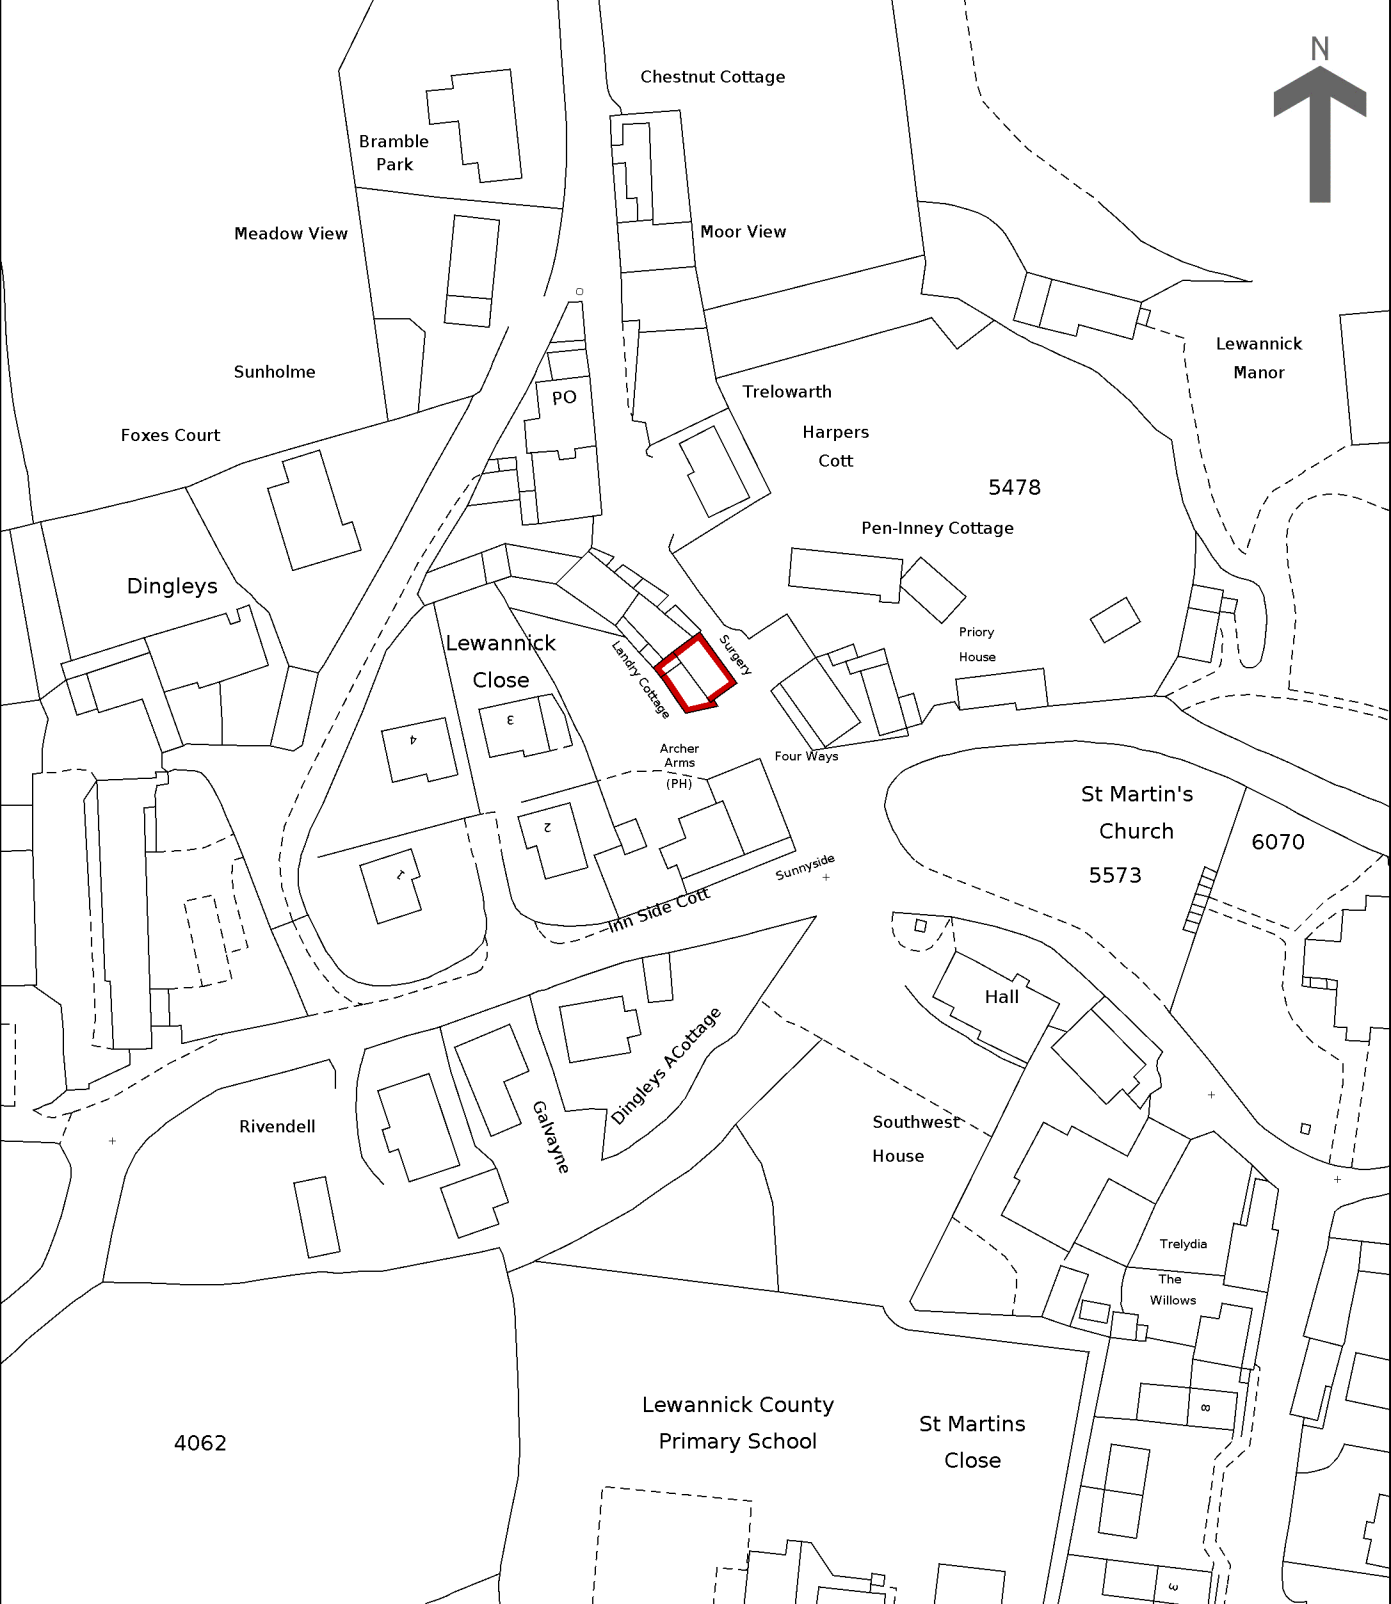 N
Chestnut Cottage
Bramble
Park
Meadow View
Moor View
Lewannick
Manor
Sunholme
PO
Trelowarth
Foxes Court
Harpers
Cott
5478
Pen-Inney Cottage
Dingleys
Lewannick
Close
Priory
House
Surgery
Landry Cottage
3
4
Archer
Arms
(PH)
Four Ways
St Martin's
Church
5573
6070
2
1
Sunnyside
Inn Side Cott
Hall
Dingleys ACottage
Rivendell
Galvayne
Southwest
House
Trelydia
The
Willows
Lewannick County
Primary School
St Martins
Close
8
4062
3